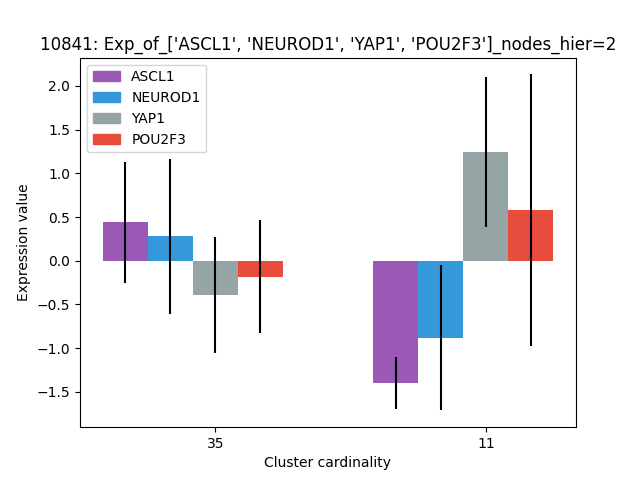 10841: Exp_of_['ASCL1', 'NEUROD1', 'YAP1', 'POU2F3']_nodes_hier=2
ASCL1
NEUROD1
YAP1
POU2F3
Expression value
2.0
1.5
1.0
0.5
0.0
−0.5
−1.0
−1.5
35
11
Cluster cardinality